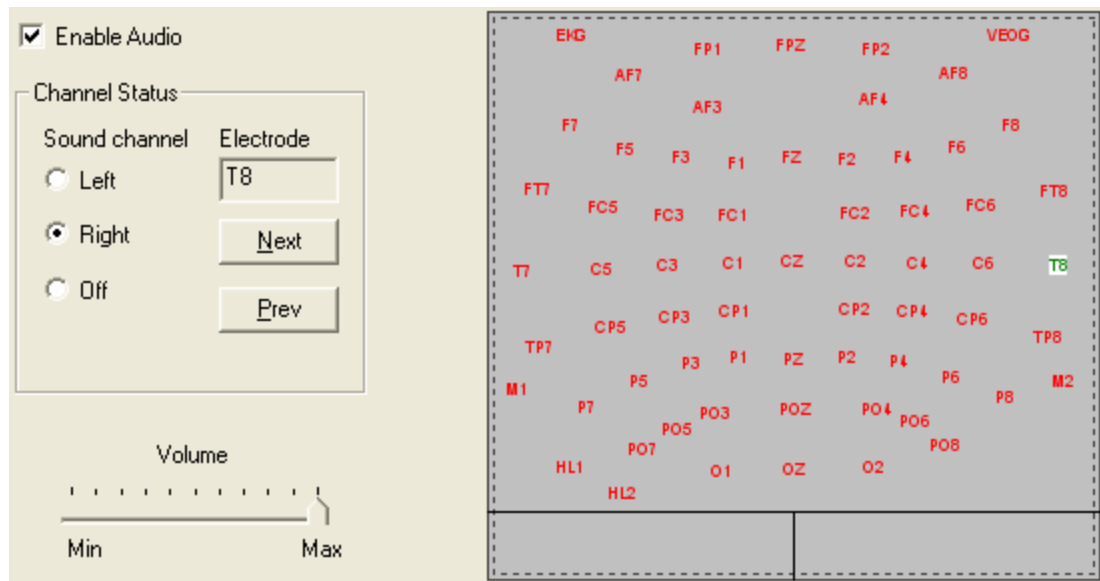 Enable Audio
Channel Status
Sound channel Electrode
Left T8
Right Next
Off Prev
Volume
Min Max
EKG FP1 FPZ FP2 VEOG
AF7 AF8
AF3 AF4
F7 F8
F5 F3 F1 FZ F2 F4 F6
FT7 FT8
FC5 FC3 FC1 FC2 FC4 FC6
T7 C5 C3 C1 CZ C2 C4 C6 T8
CP5 CP3 CP1 CP2 CP4 CP6
TP7 TP8
P3 P1 PZ P2 P4
M1 P5 P6 M2
P7 P8
PO5 PO3 POZ PO4 PO6
PO7 PO8
HL1 O1 OZ O2
HL2